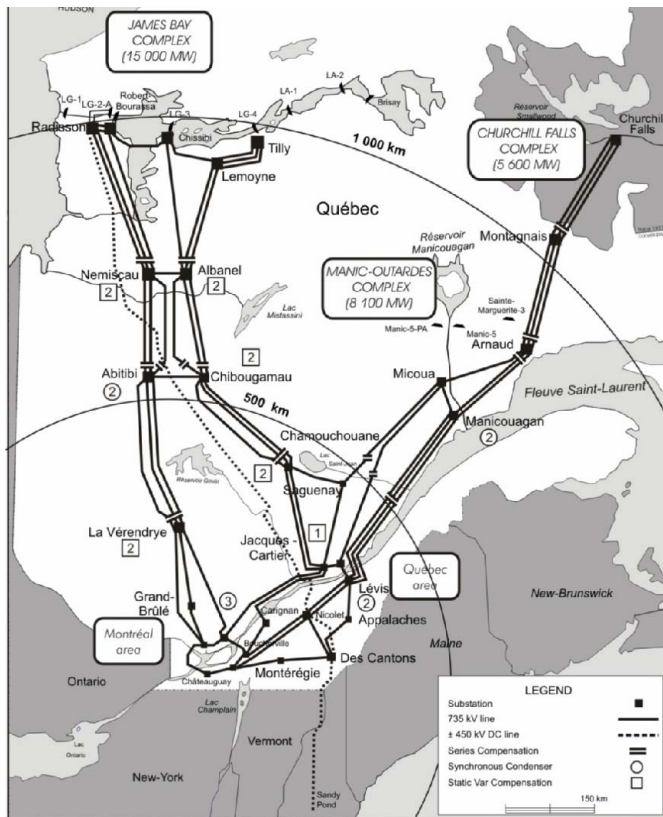 HUDSON
JAMES BAY
COMPLEX
(15 000 MW)
LG-1
LG-2-A
Robert-
Bourassa
LG-3
LG-4
LA-1
LA-2
Brisay
Radisson
Chissibi
Tilly
Lemoyne
1 000 km
Réservoir
Smallwood
Churchill
Falls
CHURCHILL FALLS
COMPLEX
(5 600 MW)
Québec
Montagnais
Réservoir
Manicouagan
Nemiscau
2
Albanel
2
MANIC-OUTARDES
COMPLEX
(8 100 MW)
Lac
Mistassini
Sainte-
Marguerite-3
Manic-5-PA
Manic-5
Arnaud
2
Abitibi
2
Chibougamau
Micoua
500 km
Fleuve Saint-Laurent
Manicouagan
2
Chamouchouane
Lac
Saint-Jean
2
Réservoir Gouin
Saguenay
La Vérendrye
2
1
Jacques-
Cartier
Québec
area
Lévis
2
New-Brunswick
Grand-
Brûlé
3
Carignan
Nicolet
Appalaches
Montréal
area
Boucherville
Maine
Des Cantons
Montérégie
Châteauguay
Ontario
Lac
Champlain
Lac
Ontario
Vermont
New-York
Sandy
Pond
LEGEND
Substation
735 kV line
± 450 kV DC line
Series Compensation
Synchronous Condenser
Static Var Compensation
150 km